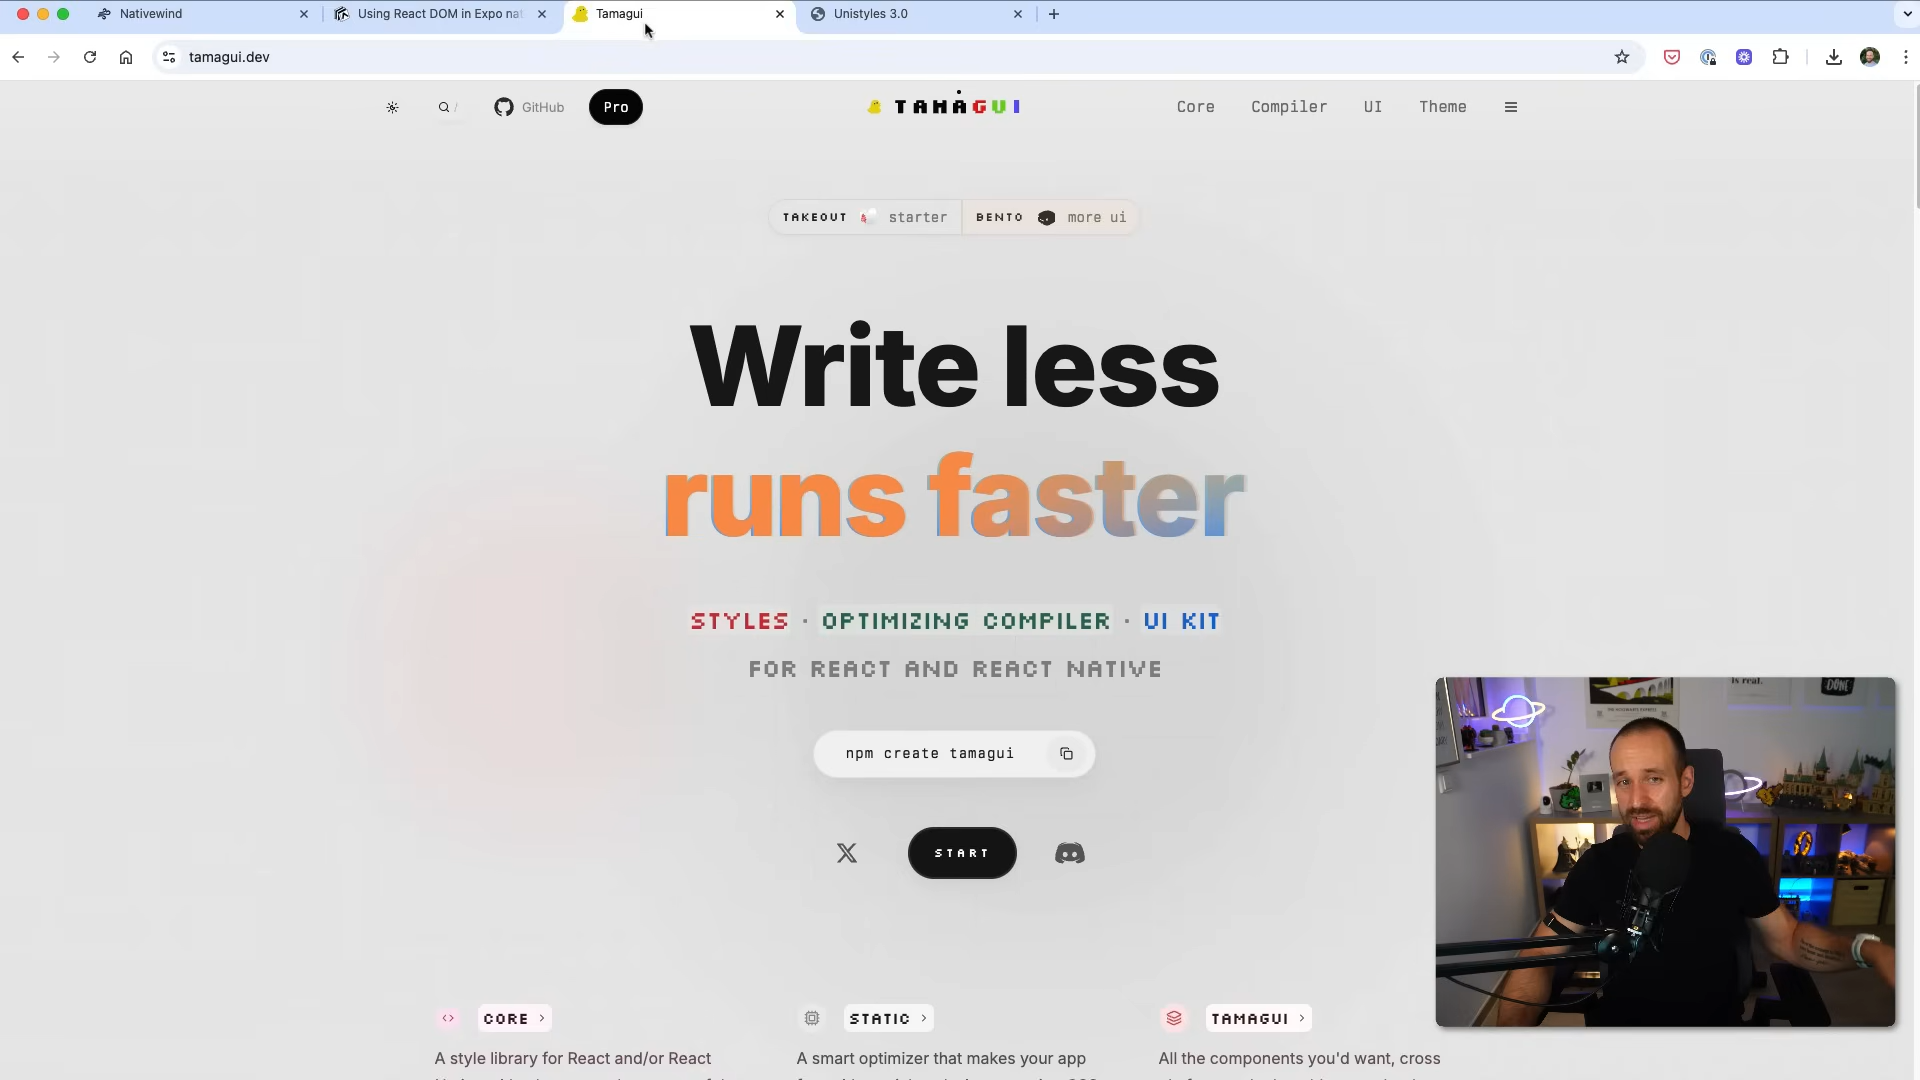 Nativewind
Using React DOM in Expo nat
Tamagui
Unistyles 3.0
tamagui.dev
/
GitHub
Pro
TAMAGUI
Core
Compiler
UI
Theme
TAKEOUT starter
BENTO more ui
Write less
runs faster
STYLES · OPTIMIZING COMPILER · UI KIT
FOR REACT AND REACT NATIVE
npm create tamagui
START
is real.
DONE
CORE
STATIC
TAMAGUI
A style library for React and/or React
A smart optimizer that makes your app
All the components you'd want, cross